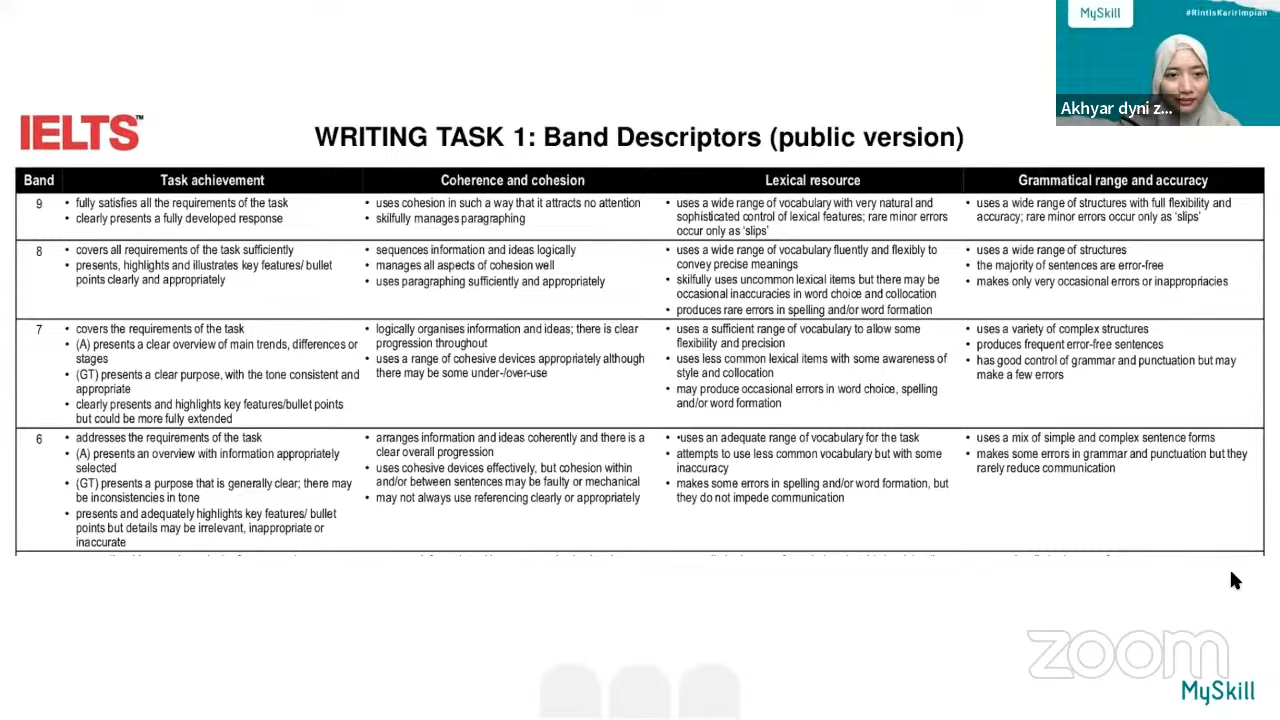 MySkill
#RintisKarirImpian
Akhyar dyni z...
IELTS™
WRITING TASK 1: Band Descriptors (public version)
Band
Task achievement
Coherence and cohesion
Lexical resource
Grammatical range and accuracy
9
• fully satisfies all the requirements of the task
• clearly presents a fully developed response
• uses cohesion in such a way that it attracts no attention
• skilfully manages paragraphing
• uses a wide range of vocabulary with very natural and
sophisticated control of lexical features; rare minor errors
occur only as ‘slips’
• uses a wide range of structures with full flexibility and
accuracy; rare minor errors occur only as ‘slips’
8
• covers all requirements of the task sufficiently
• presents, highlights and illustrates key features/ bullet
points clearly and appropriately
• sequences information and ideas logically
• manages all aspects of cohesion well
• uses paragraphing sufficiently and appropriately
• uses a wide range of vocabulary fluently and flexibly to
convey precise meanings
• skilfully uses uncommon lexical items but there may be
occasional inaccuracies in word choice and collocation
• produces rare errors in spelling and/or word formation
• uses a wide range of structures
• the majority of sentences are error-free
• makes only very occasional errors or inappropriacies
7
• covers the requirements of the task
• (A) presents a clear overview of main trends, differences or
stages
• (GT) presents a clear purpose, with the tone consistent and
appropriate
• clearly presents and highlights key features/bullet points
but could be more fully extended
• logically organises information and ideas; there is clear
progression throughout
• uses a range of cohesive devices appropriately although
there may be some under-/over-use
• uses a sufficient range of vocabulary to allow some
flexibility and precision
• uses less common lexical items with some awareness of
style and collocation
• may produce occasional errors in word choice, spelling
and/or word formation
• uses a variety of complex structures
• produces frequent error-free sentences
• has good control of grammar and punctuation but may
make a few errors
6
• addresses the requirements of the task
• (A) presents an overview with information appropriately
selected
• (GT) presents a purpose that is generally clear; there may
be inconsistencies in tone
• presents and adequately highlights key features/ bullet
points but details may be irrelevant, inappropriate or
inaccurate
• arranges information and ideas coherently and there is a
clear overall progression
• uses cohesive devices effectively, but cohesion within
and/or between sentences may be faulty or mechanical
• may not always use referencing clearly or appropriately
• •uses an adequate range of vocabulary for the task
• attempts to use less common vocabulary but with some
inaccuracy
• makes some errors in spelling and/or word formation, but
they do not impede communication
• uses a mix of simple and complex sentence forms
• makes some errors in grammar and punctuation but they
rarely reduce communication
zoom
MySkill